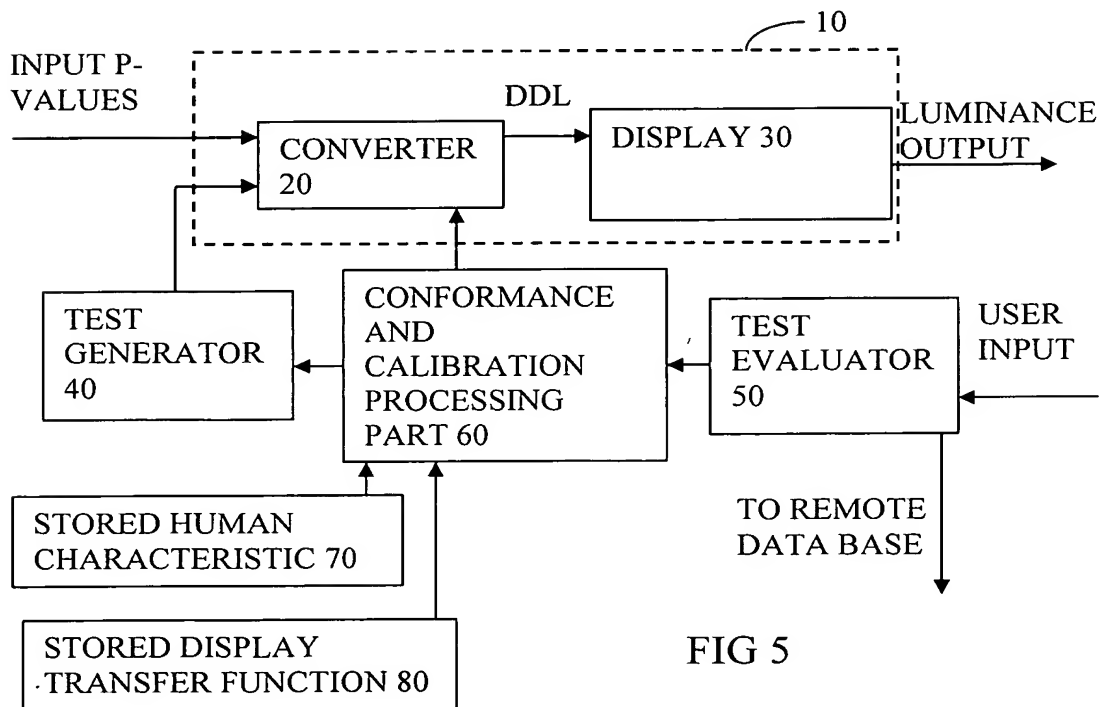 10
INPUT P-
VALUES
DDL
LUMINANCE
OUTPUT
CONVERTER
20
DISPLAY 30
TEST
GENERATOR
40
CONFORMANCE
AND
CALIBRATION
PROCESSING
PART 60
TEST
EVALUATOR
50
USER
INPUT
STORED HUMAN
CHARACTERISTIC 70
TO REMOTE
DATA BASE
STORED DISPLAY
TRANSFER FUNCTION 80
FIG 5